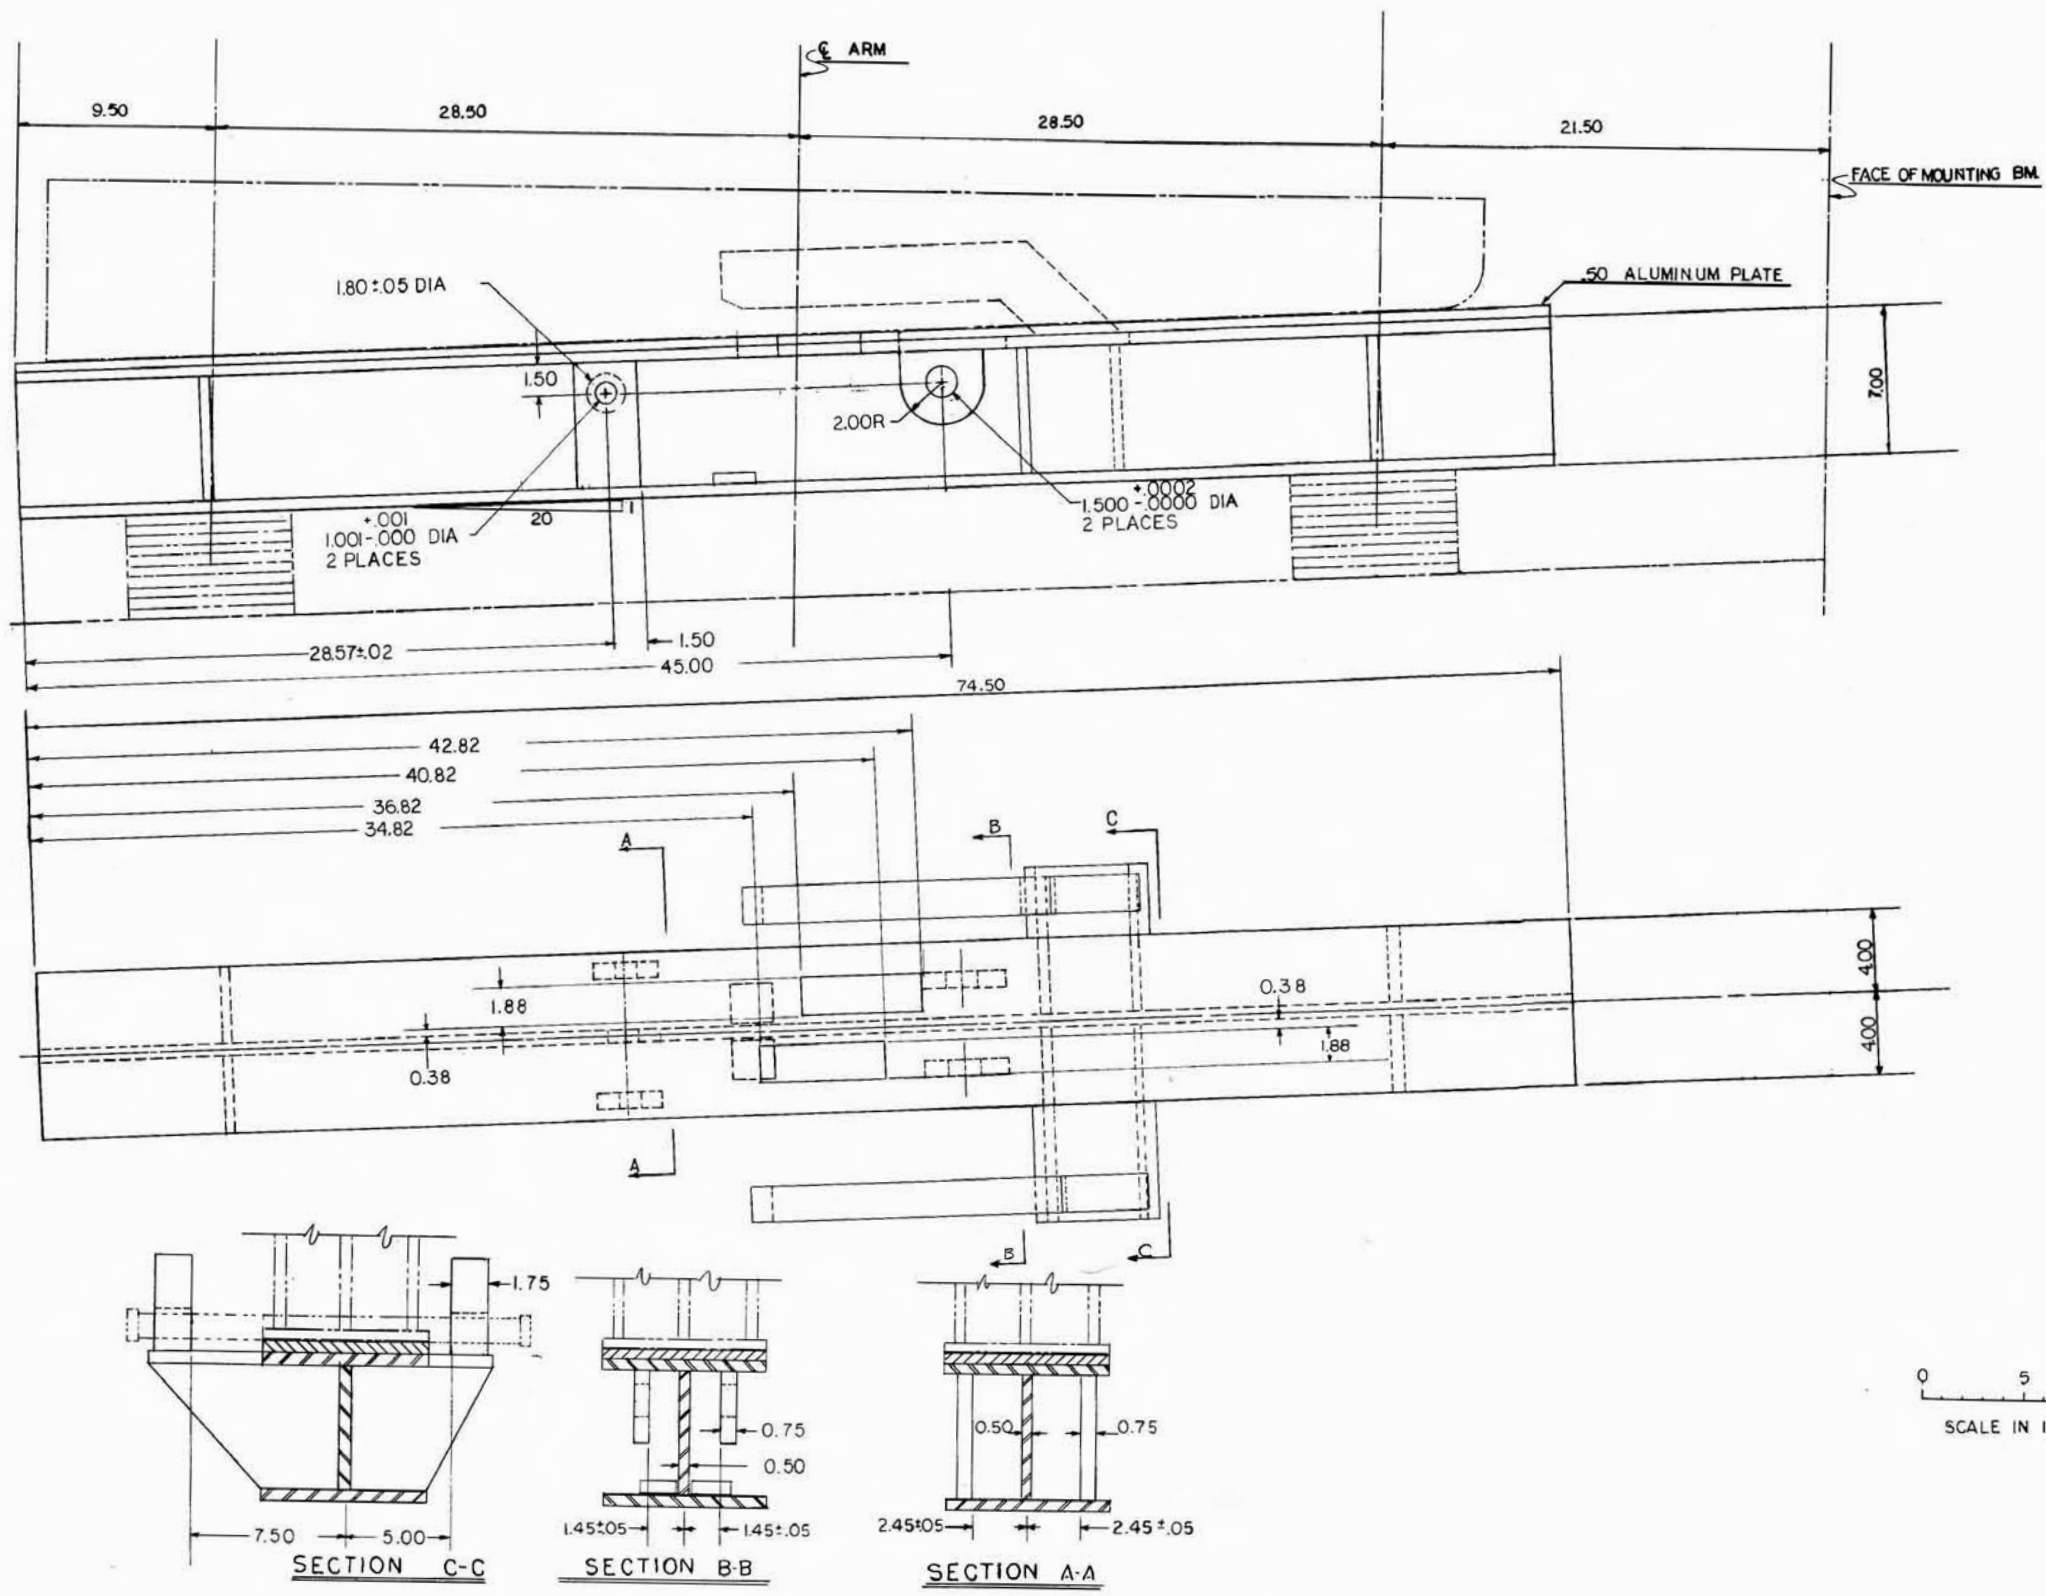 ℄ ARM
9.50
28.50
28.50
21.50
FACE OF MOUNTING BM.
1.80±.05 DIA
.50 ALUMINUM PLATE
1.50
2.00R
7.00
+.001
1.001-.000 DIA
2 PLACES
20
1
+.0002
1.500-.0000 DIA
2 PLACES
28.57±.02
1.50
45.00
74.50
42.82
40.82
36.82
34.82
A
B
C
1.88
0.38
4.00
0.38
1.88
4.00
A
B
C
1.75
0.75
0.50
0.50
0.75
7.50
5.00
SECTION C-C
1.45±.05
1.45±.05
SECTION B-B
2.45±.05
2.45±.05
SECTION A-A
0 5
SCALE IN